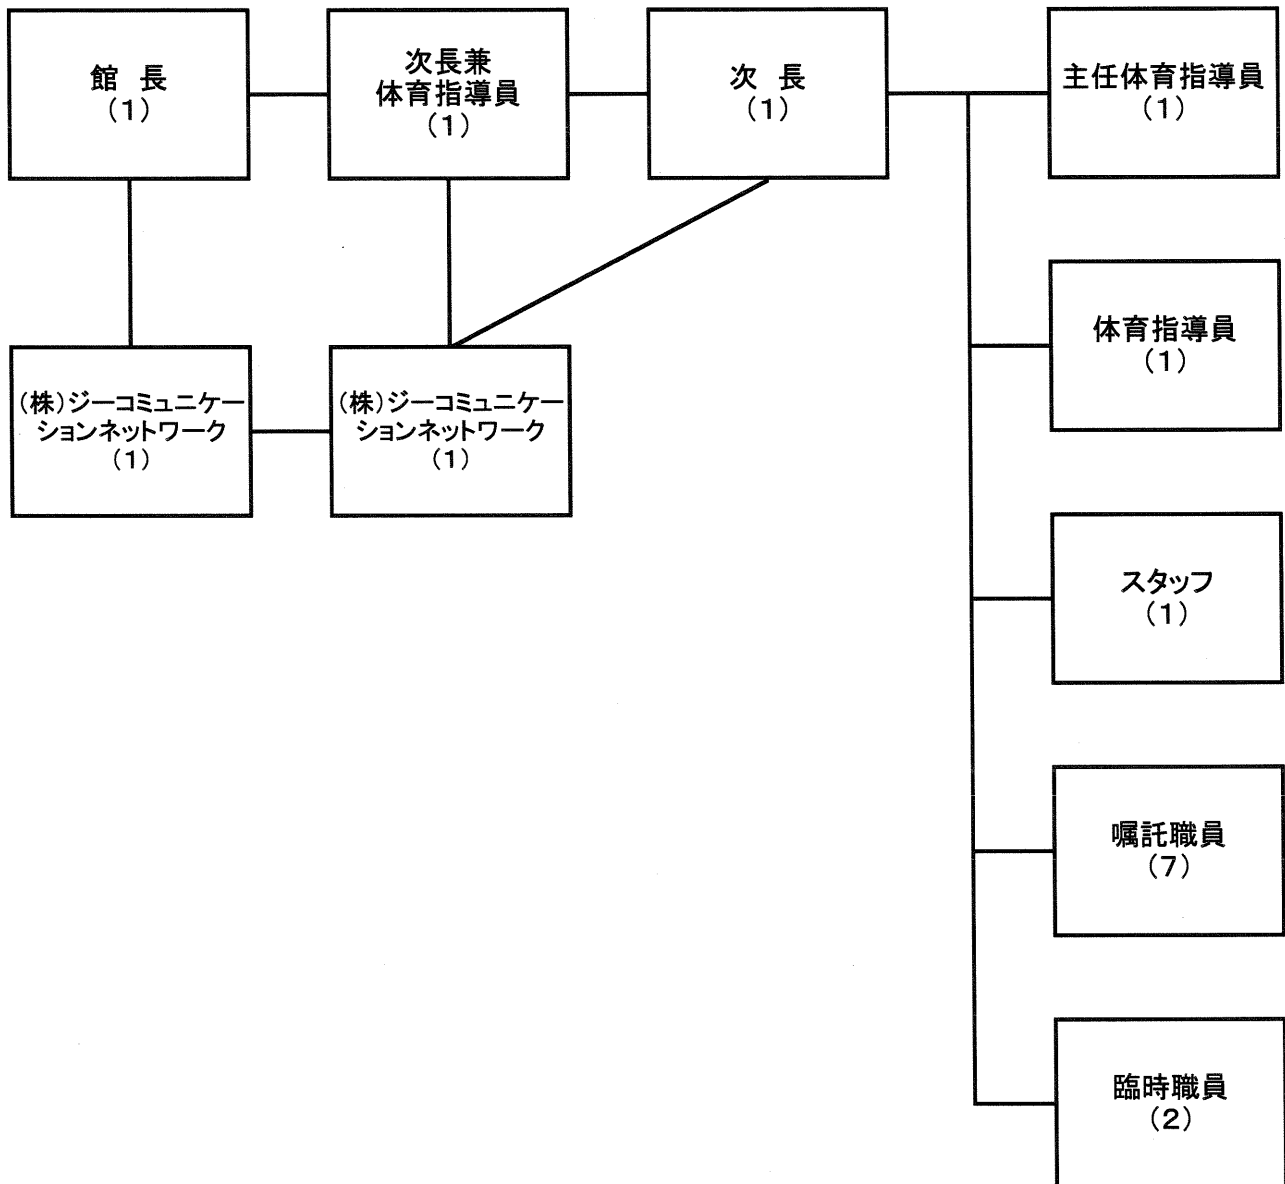 館 長
(1)
次長兼
体育指導員
(1)
次 長
(1)
主任体育指導員
(1)
(株)ジーコミュニケー
ションネットワーク
(1)
(株)ジーコミュニケー
ションネットワーク
(1)
体育指導員
(1)
スタッフ
(1)
嘱託職員
(7)
臨時職員
(2)